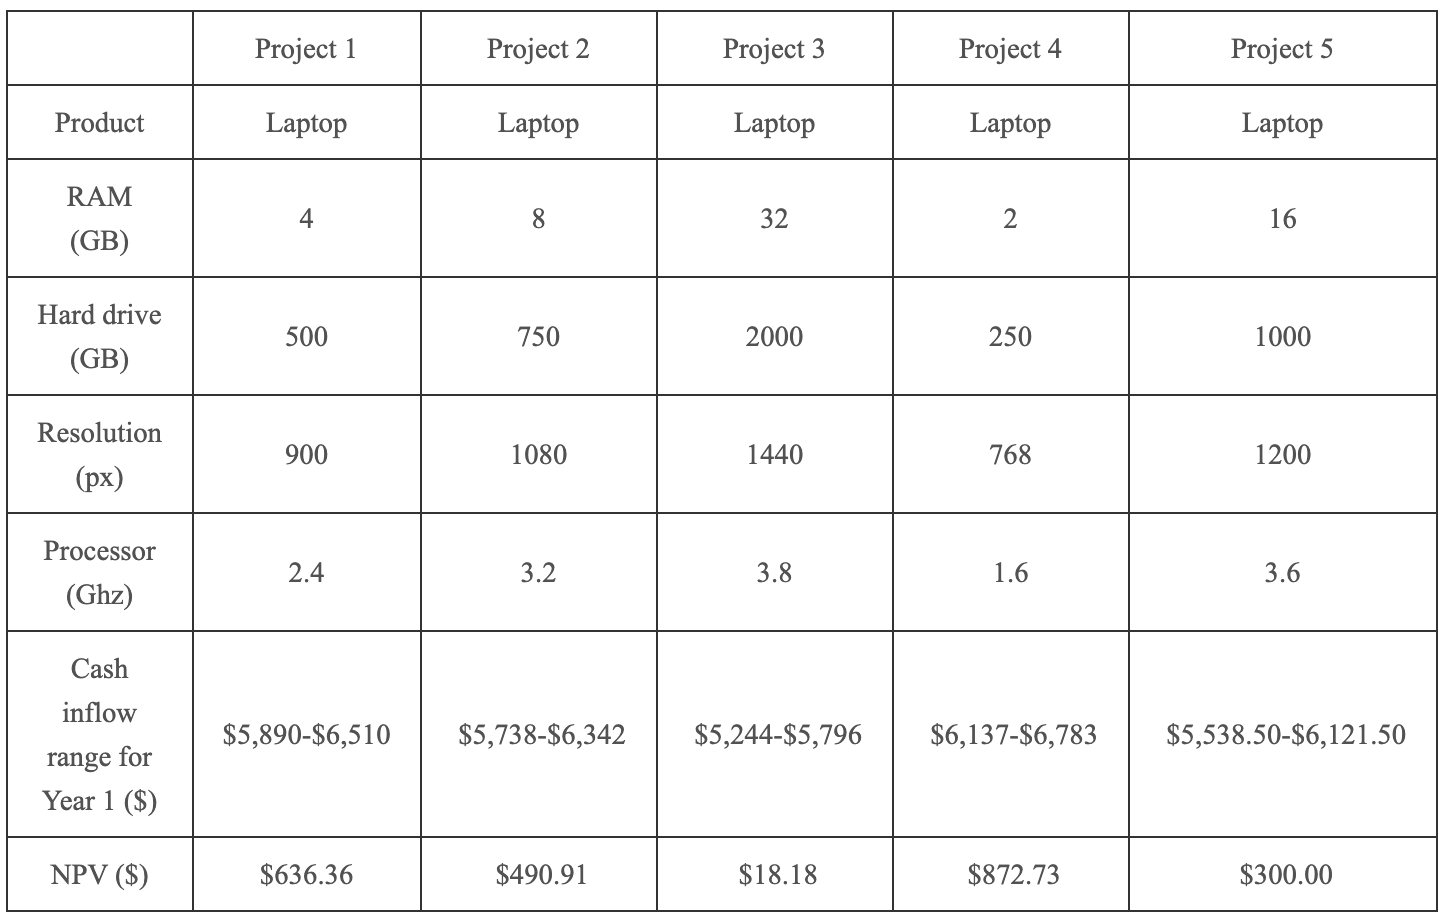 Project 1 Project 2 Project 3 Project 4 Project 5
Product Laptop Laptop Laptop Laptop Laptop
RAM
(GB) 4 8 32 2 16
Hard drive
(GB) 500 750 2000 250 1000
Resolution
(px) 900 1080 1440 768 1200
Processor
(Ghz) 2.4 3.2 3.8 1.6 3.6
Cash
inflow
range for
Year 1 ($) $5,890-$6,510 $5,738-$6,342 $5,244-$5,796 $6,137-$6,783 $5,538.50-$6,121.50
NPV ($) $636.36 $490.91 $18.18 $872.73 $300.00